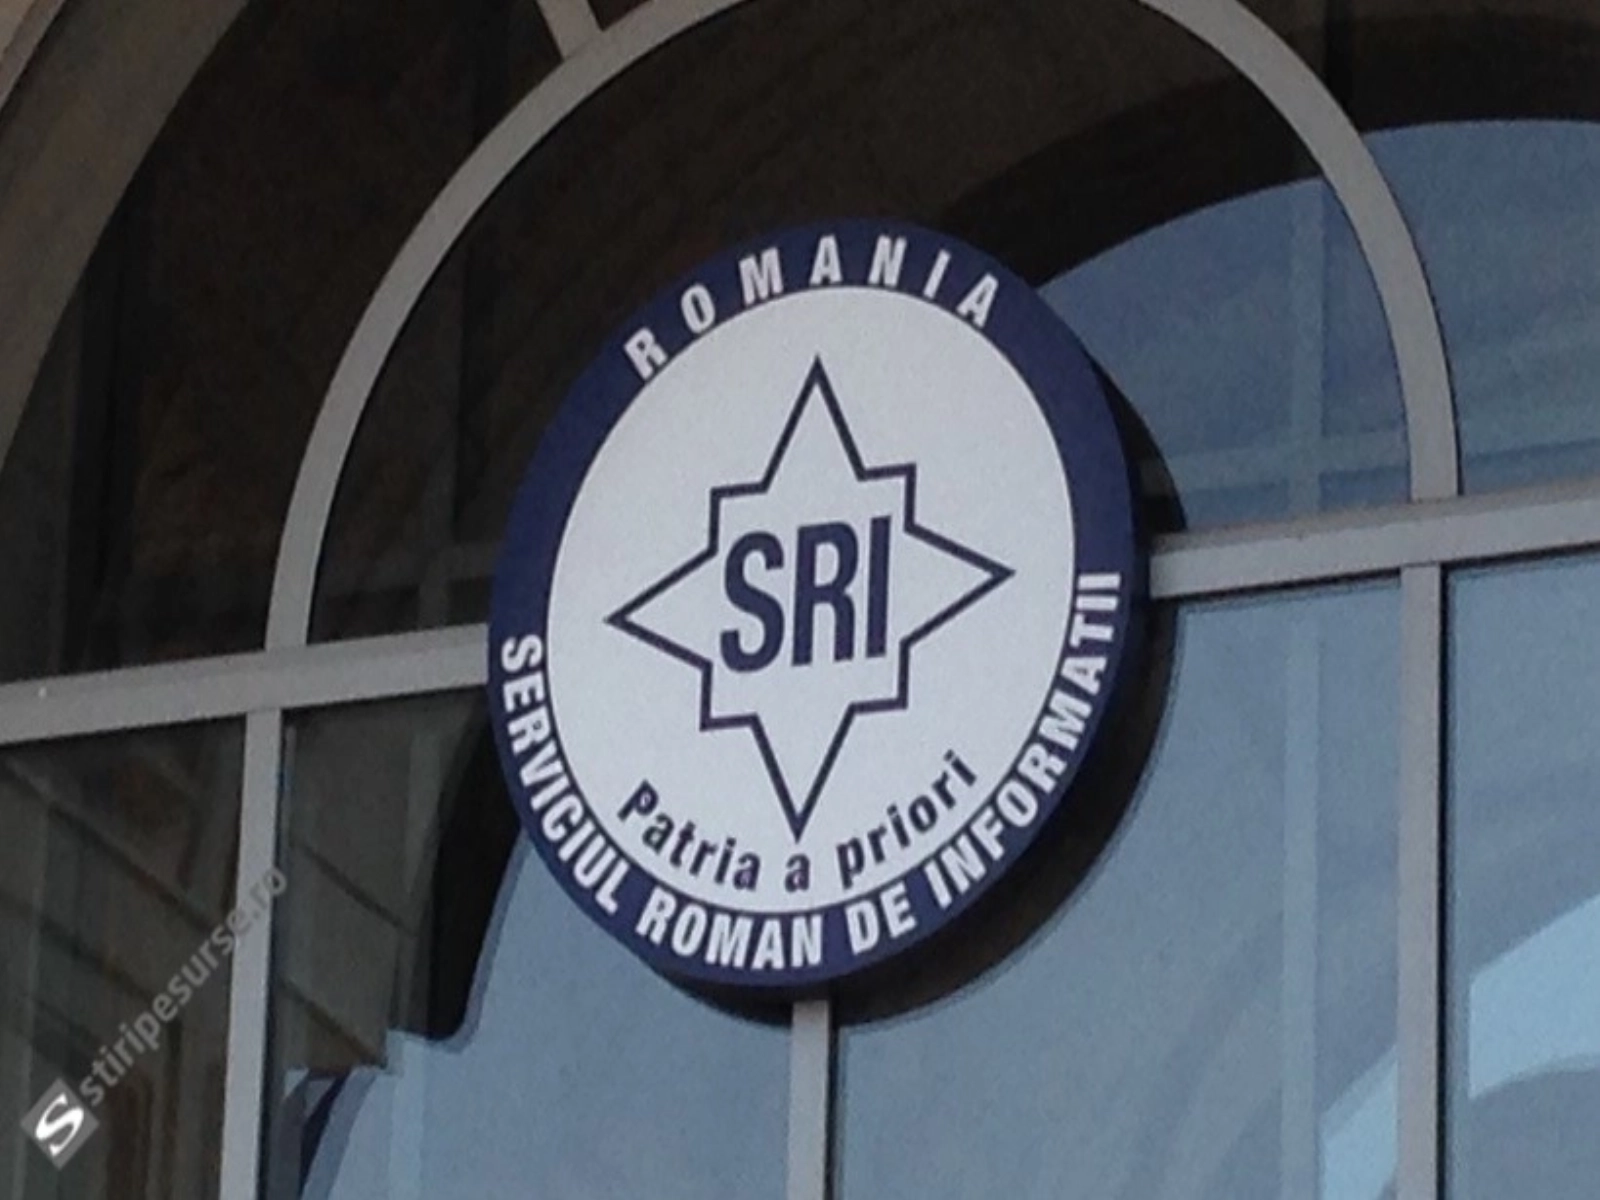 ROMANIA
SRI
Patria a priori
SERVICIUL ROMAN DE INFORMATII
S stiripesurse.ro